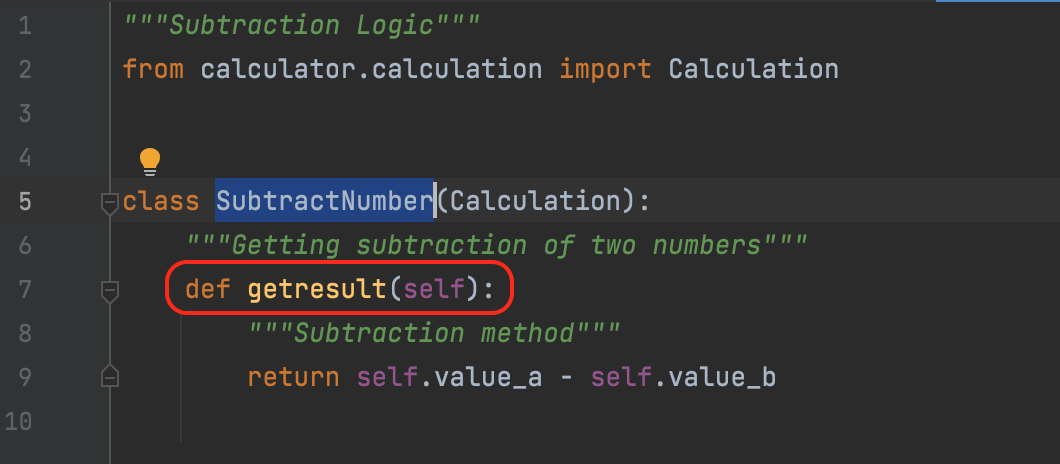 1 """Subtraction Logic"""
2 from calculator.calculation import Calculation
3
4
5 class SubtractNumber(Calculation):
6     """Getting subtraction of two numbers"""
7     def getresult(self):
8         """Subtraction method"""
9         return self.value_a - self.value_b
10